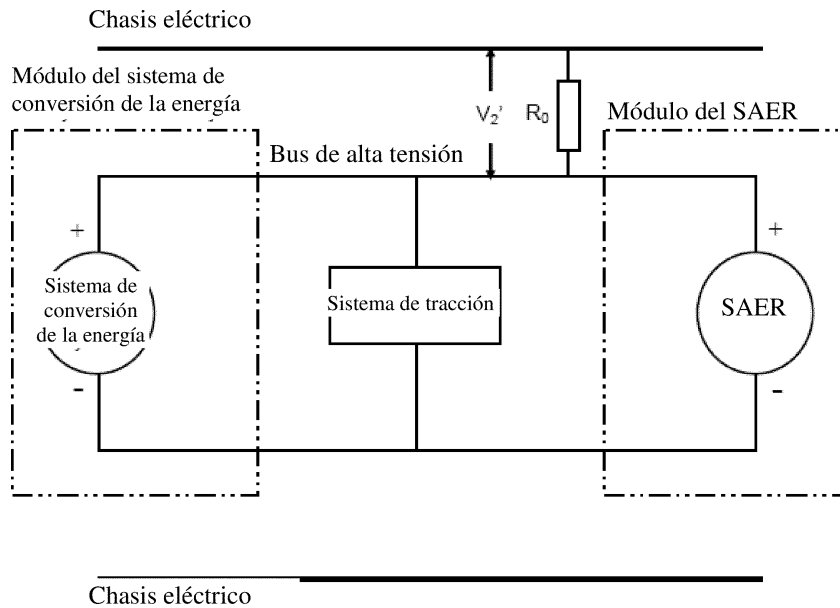 Chasis eléctrico
Módulo del sistema de
conversión de la energía
V₂'
R₀
Módulo del SAER
Bus de alta tensión
+
+
Sistema de
conversión
de la energía
Sistema de tracción
SAER
-
-
Chasis eléctrico